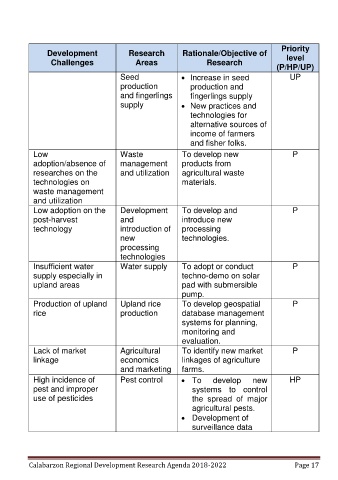 Development Challenges
Research Areas
Rationale/Objective of Research
Priority level (P/HP/UP)
Seed production and fingerlings supply
• Increase in seed production and fingerlings supply
• New practices and technologies for alternative sources of income of farmers and fisher folks.
UP
Low adoption/absence of researches on the technologies on waste management and utilization
Waste management and utilization
To develop new products from agricultural waste materials.
P
Low adoption on the post-harvest technology
Development and introduction of new processing technologies
To develop and introduce new processing technologies.
P
Insufficient water supply especially in upland areas
Water supply
To adopt or conduct techno-demo on solar pad with submersible pump.
P
Production of upland rice
Upland rice production
To develop geospatial database management systems for planning, monitoring and evaluation.
P
Lack of market linkage
Agricultural economics and marketing
To identify new market linkages of agriculture farms.
P
High incidence of pest and improper use of pesticides
Pest control
• To develop new systems to control the spread of major agricultural pests.
• Development of surveillance data
HP
Calabarzon Regional Development Research Agenda 2018-2022
Page 17